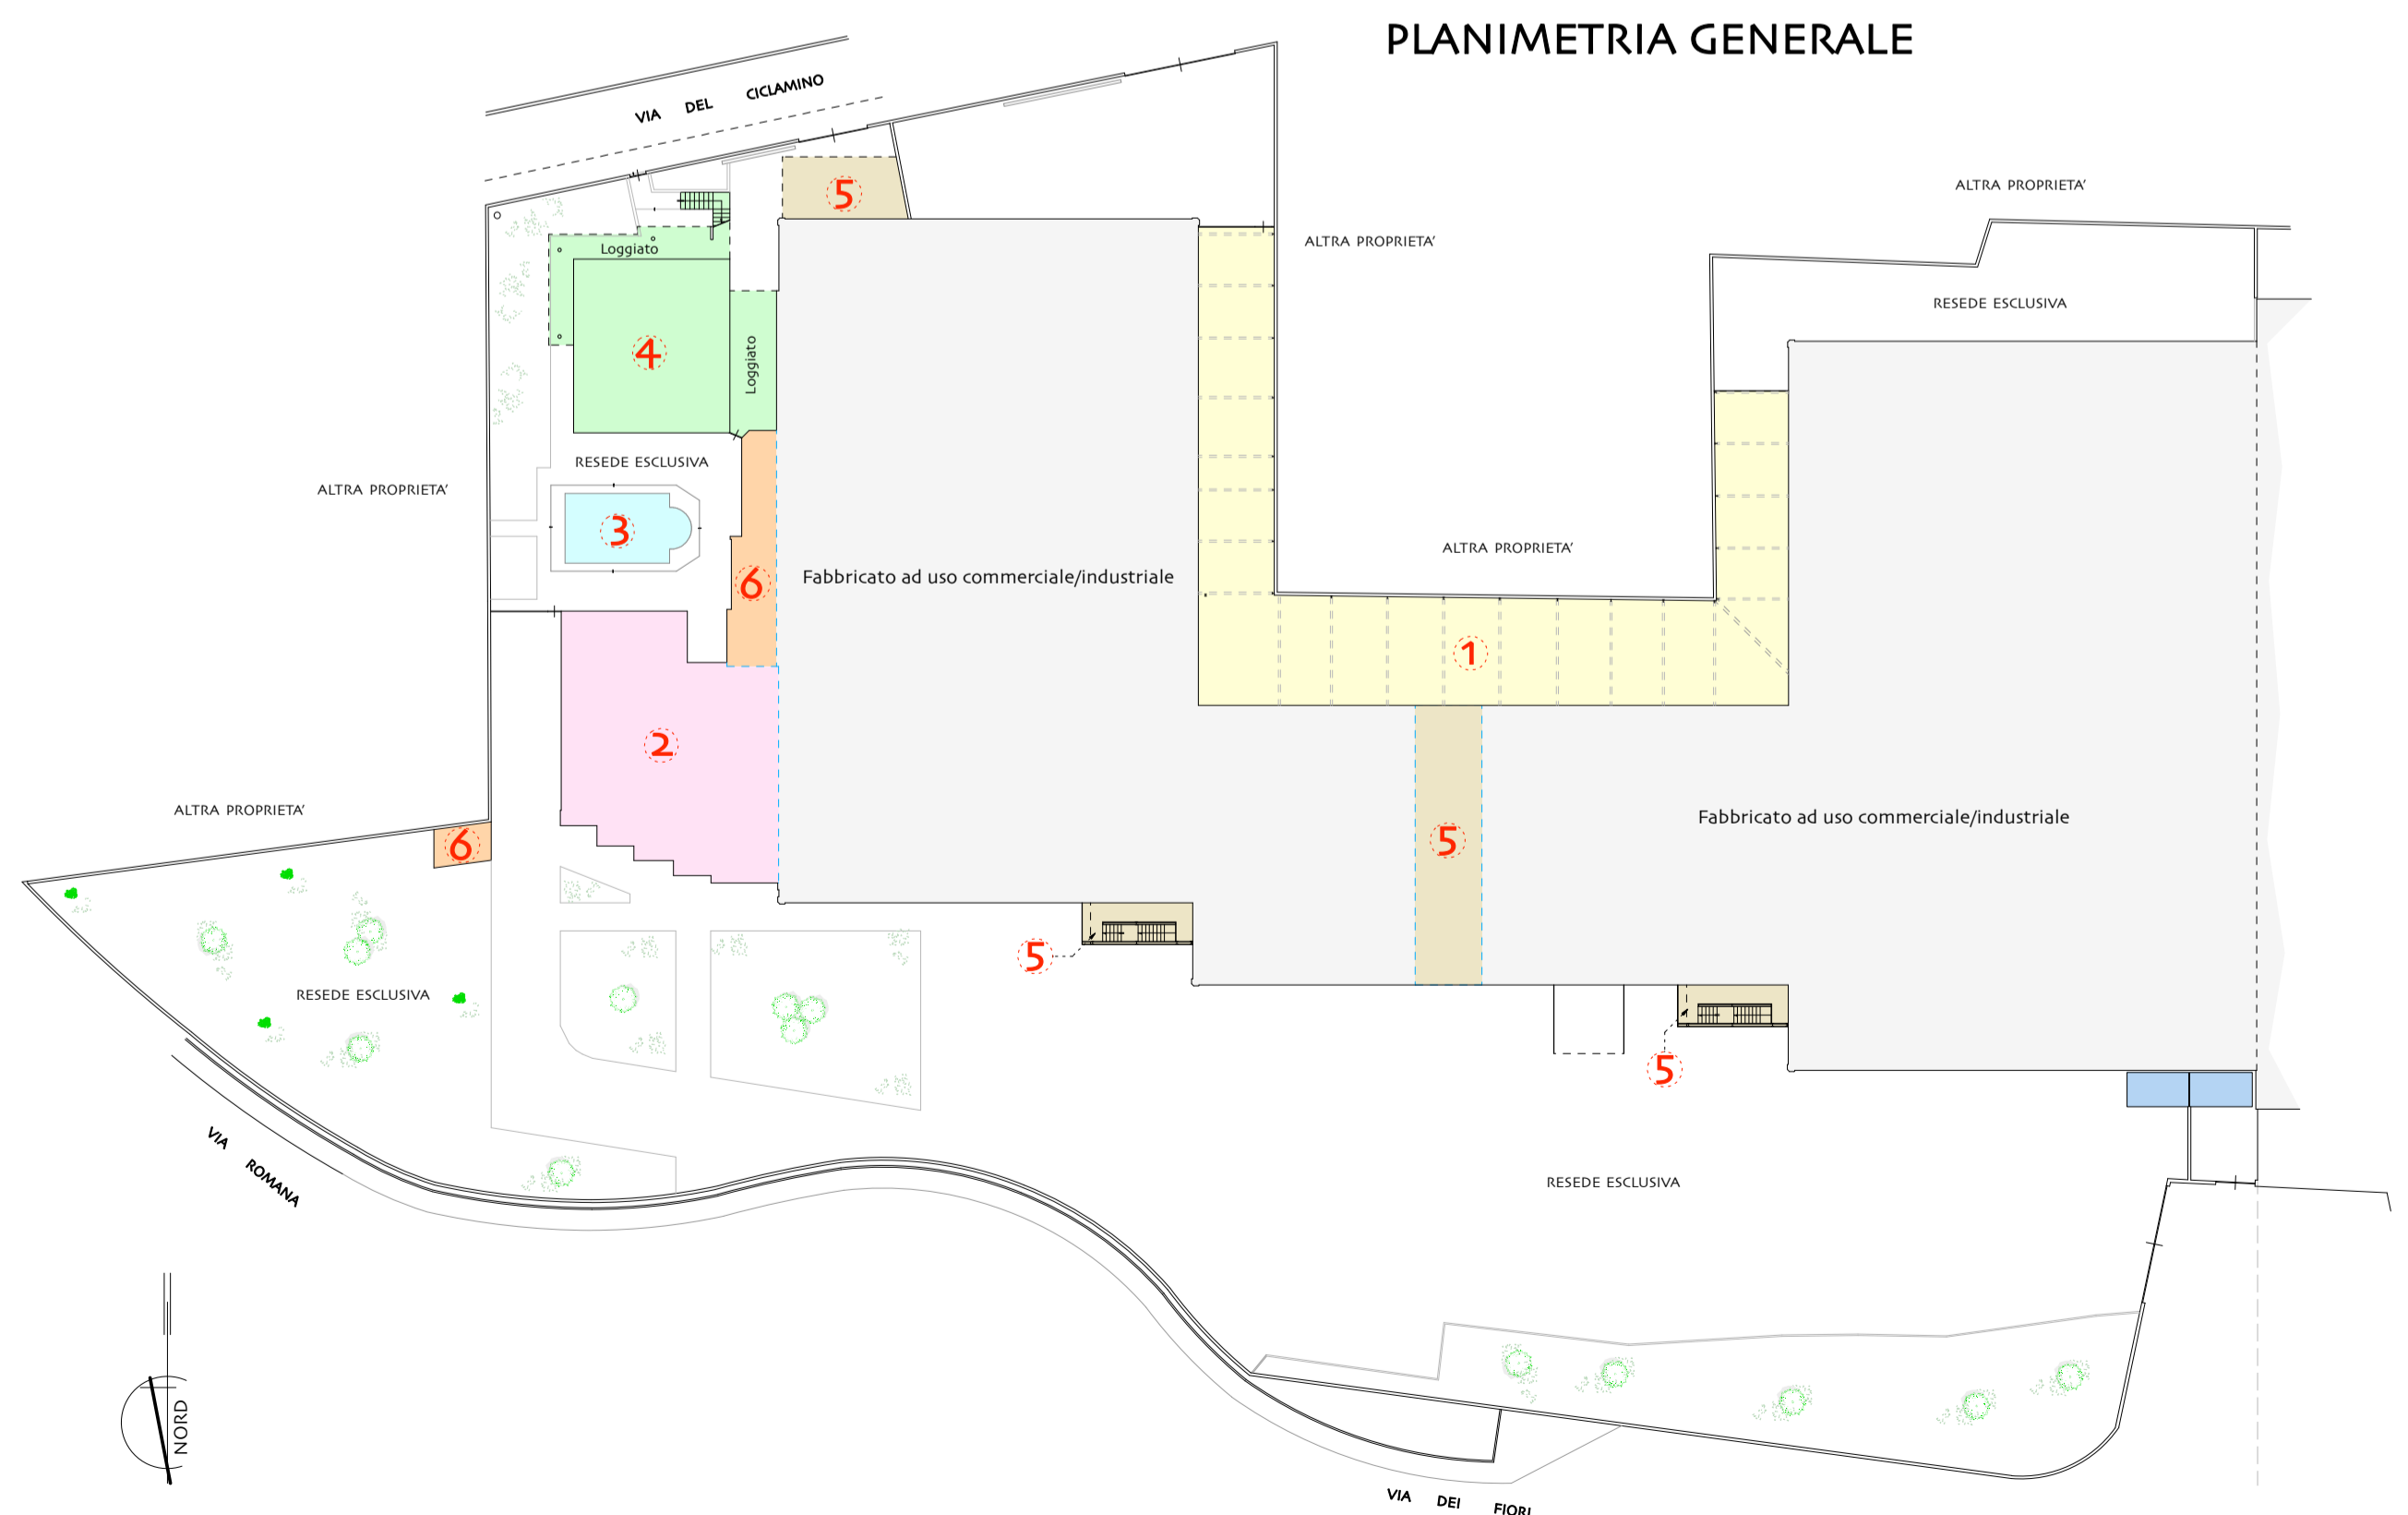 PLANIMETRIA GENERALE
VIA DEL CICLAMINO
5
ALTRA PROPRIETA'
Loggiato
ALTRA PROPRIETA'
RESEDE ESCLUSIVA
4
Loggiato
RESEDE ESCLUSIVA
ALTRA PROPRIETA'
3
ALTRA PROPRIETA'
6
Fabbricato ad uso commerciale/industriale
1
2
ALTRA PROPRIETA'
Fabbricato ad uso commerciale/industriale
6
5
5
RESEDE ESCLUSIVA
5
VIA ROMANA
RESEDE ESCLUSIVA
NORD
VIA DEI FIORI